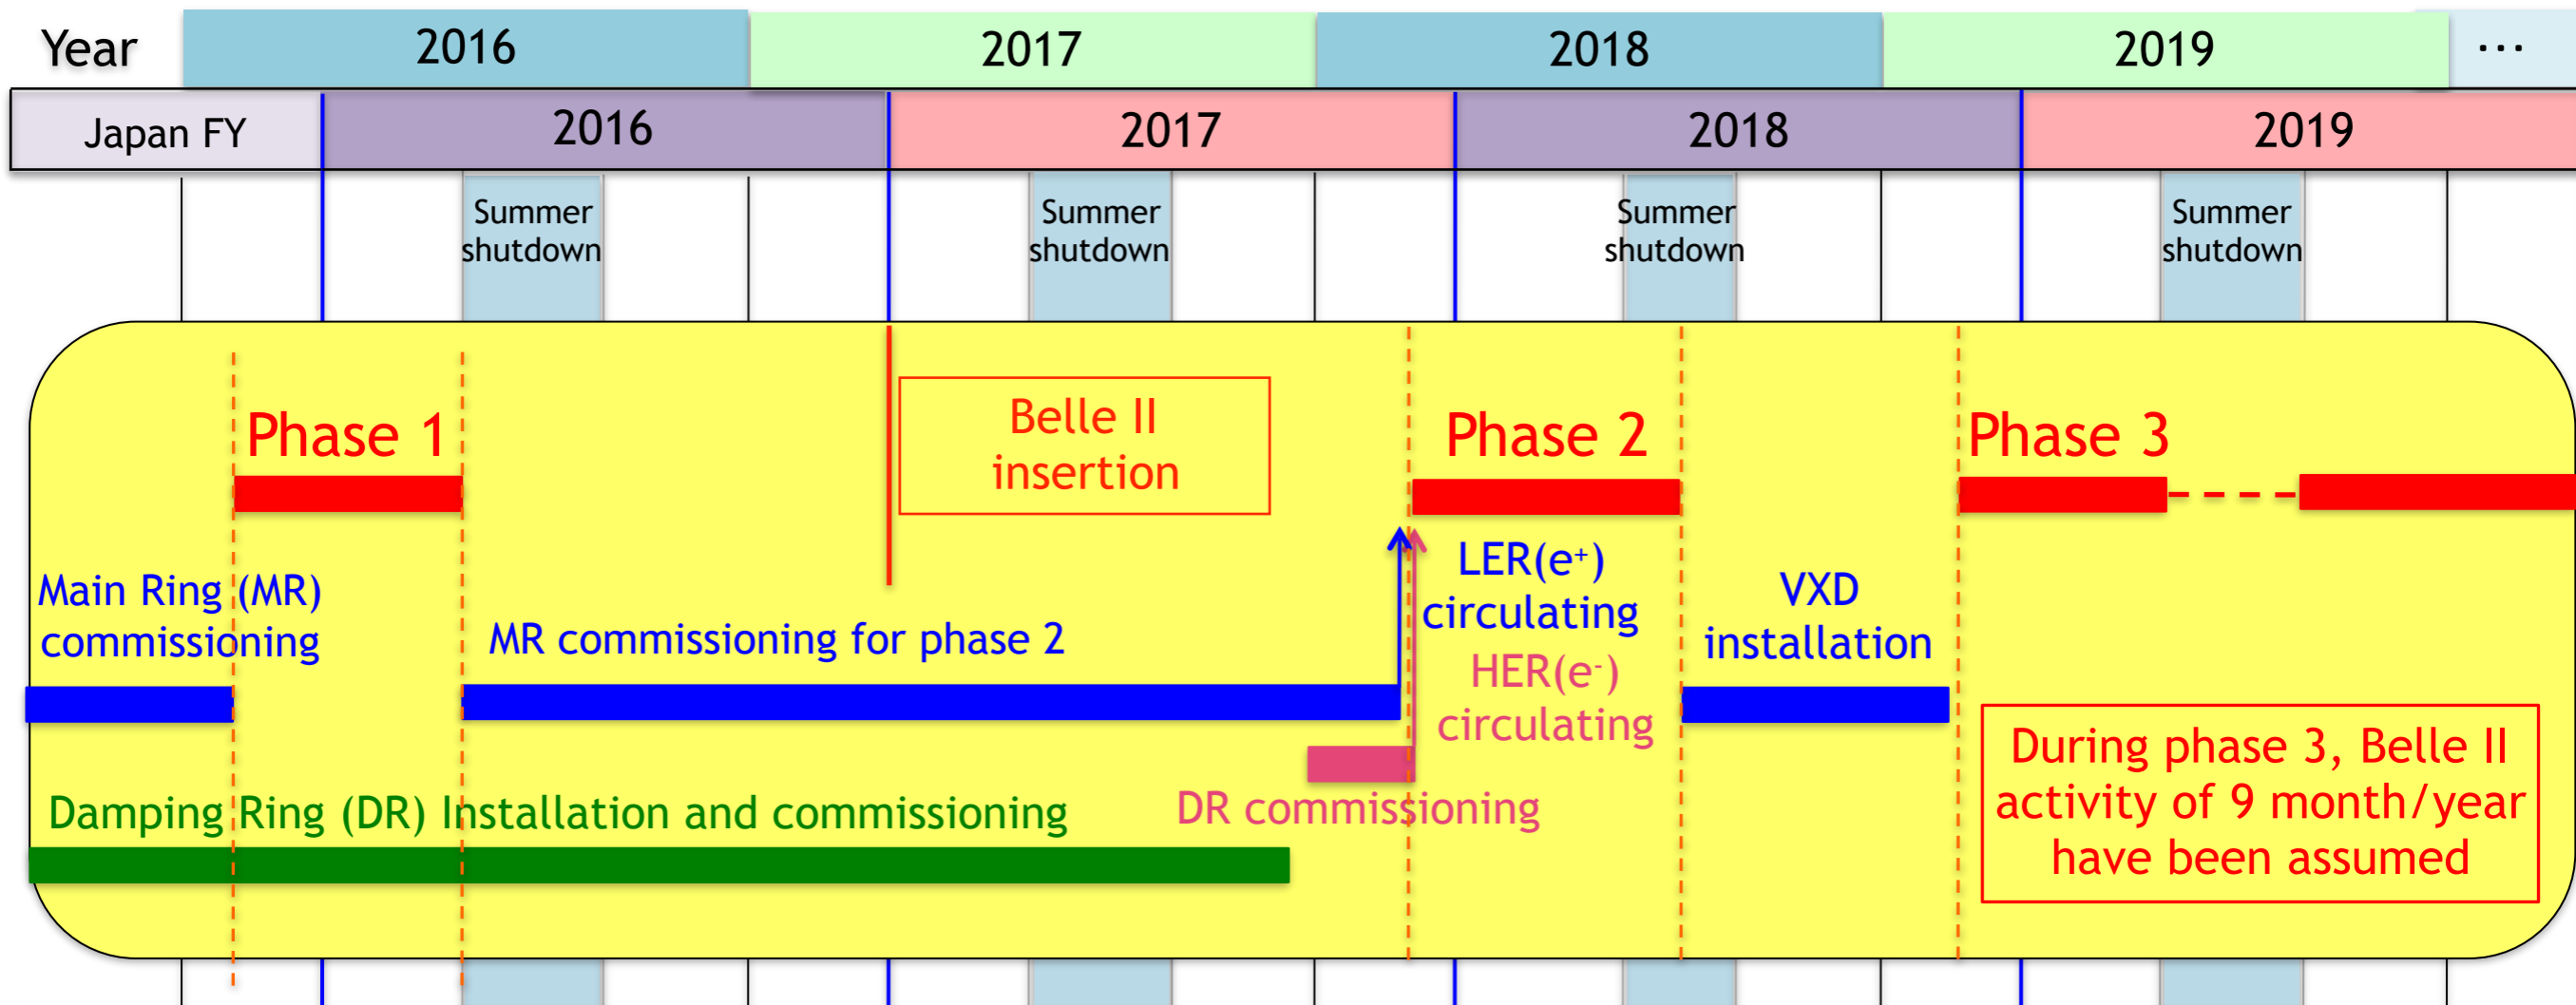 Year 2016 2017 2018 2019 ...
Japan FY 2016 2017 2018 2019
Summer
shutdown
Summer
shutdown
Summer
shutdown
Summer
shutdown
Phase 1
Belle II
insertion
Phase 2
Phase 3
Main Ring (MR)
commissioning
MR commissioning for phase 2
LER(e⁺)
circulating
HER(e⁻)
circulating
VXD
installation
DR commissioning
Damping Ring (DR) Installation and commissioning
During phase 3, Belle II
activity of 9 month/year
have been assumed